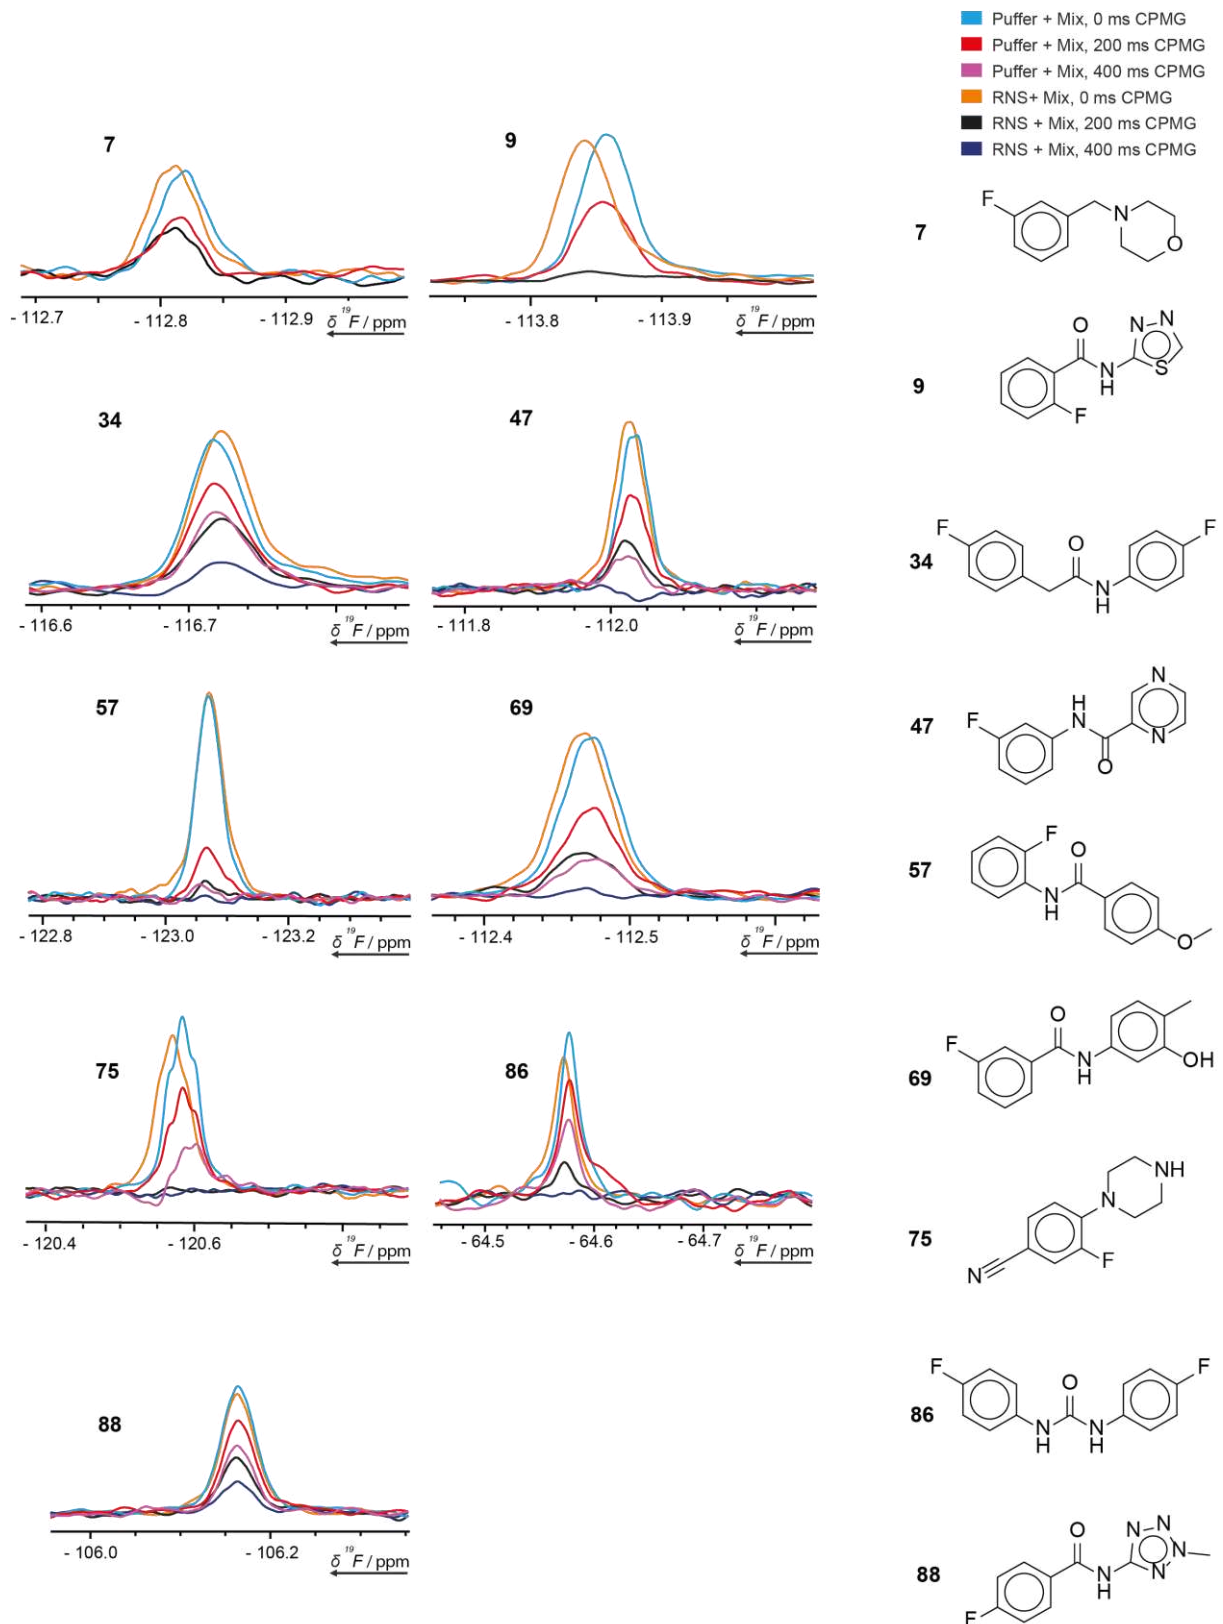 Puffer + Mix, 0 ms CPMG
Puffer + Mix, 200 ms CPMG
Puffer + Mix, 400 ms CPMG
RNS+ Mix, 0 ms CPMG
RNS + Mix, 200 ms CPMG
RNS + Mix, 400 ms CPMG
7
- 112.7 - 112.8 - 112.9
δ ¹⁹F / ppm
9
- 113.8 - 113.9
δ ¹⁹F / ppm
34
- 116.6 - 116.7
δ ¹⁹F / ppm
47
- 111.8 - 112.0
δ ¹⁹F / ppm
57
- 122.8 - 123.0 - 123.2
δ ¹⁹F / ppm
69
- 112.4 - 112.5
δ ¹⁹F / ppm
75
- 120.4 - 120.6
δ ¹⁹F / ppm
86
- 64.5 - 64.6 - 64.7
δ ¹⁹F / ppm
88
- 106.0 - 106.2
δ ¹⁹F / ppm
7
F N O
9
O N N S N H F
34
F O N H F
47
F H N O N N
57
F N H O O
69
F O N H OH
75
N N NH F
86
F N H O N H F
88
F O N H N N N N